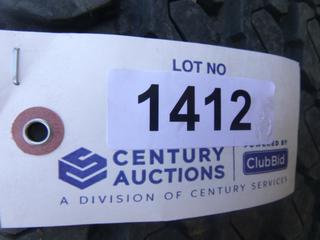 LOT NO
1412
CENTURY
AUCTIONS
POWERED BY
ClubBid
A DIVISION OF CENTURY SERVICES